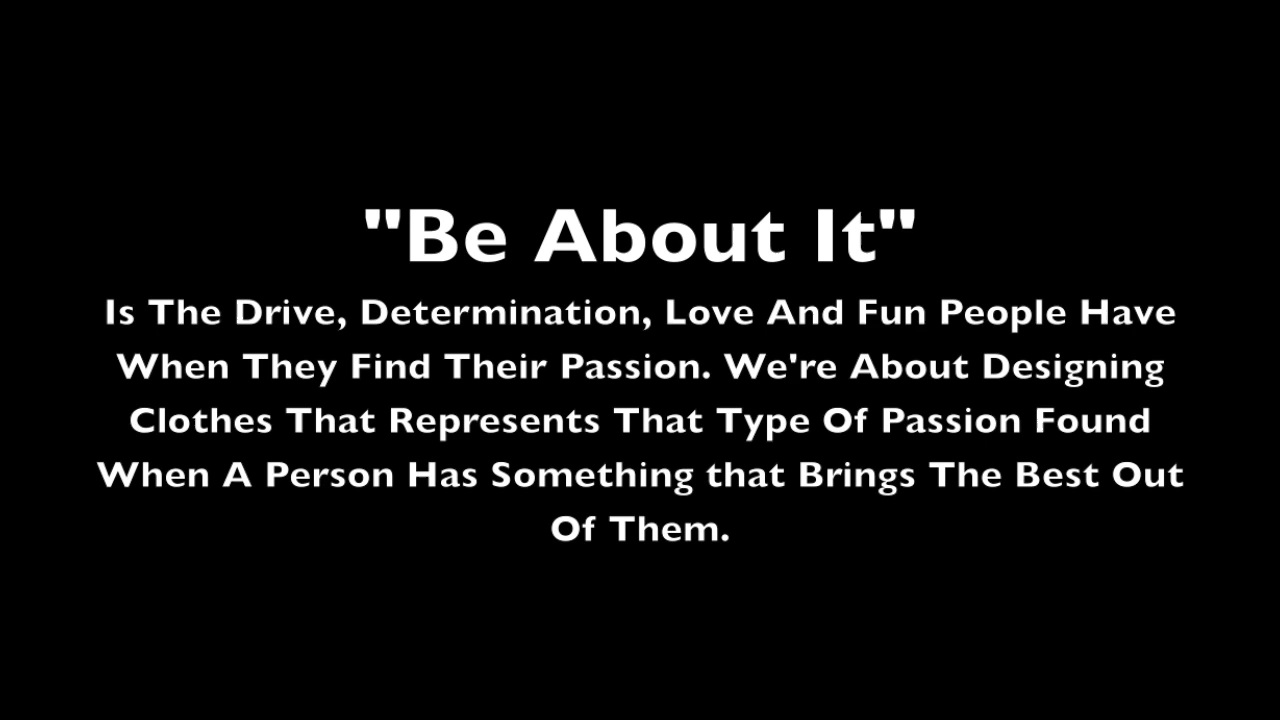 "Be About It"
Is The Drive, Determination, Love And Fun People Have
When They Find Their Passion. We're About Designing
Clothes That Represents That Type Of Passion Found
When A Person Has Something that Brings The Best Out
Of Them.